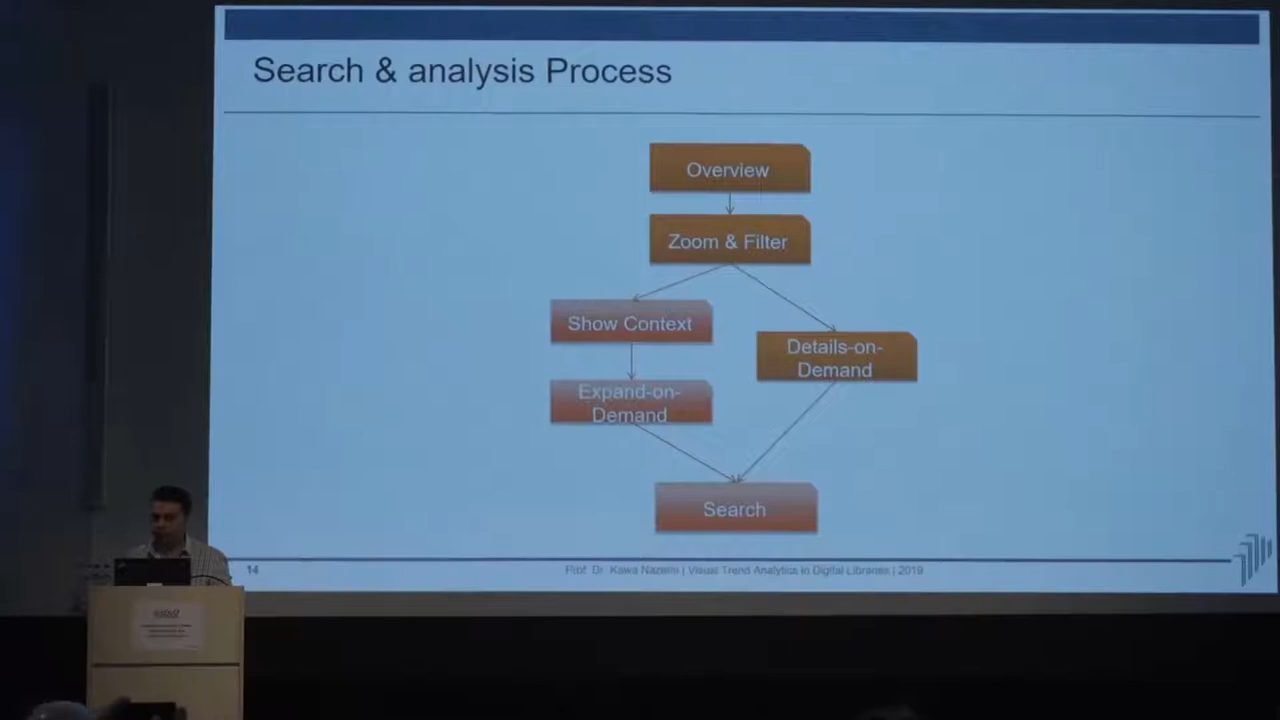 Search & analysis Process
Overview
Zoom & Filter
Show Context
Details-on-
Demand
Expand-on-
Demand
Search
14
Prof. Dr. Kawa Nazemi | Visual Trend Analytics in Digital Libraries | 2019